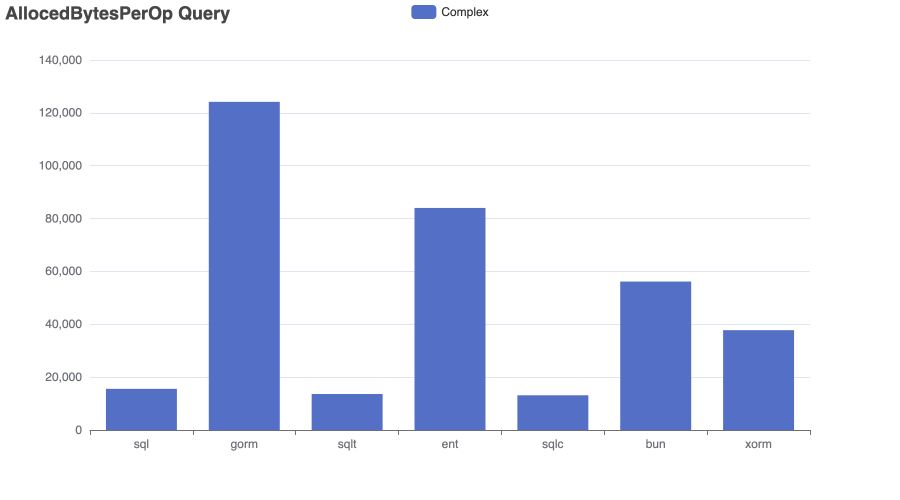 AllocedBytesPerOp Query
Complex
140,000
120,000
100,000
80,000
60,000
40,000
20,000
0
sql gorm sqlt ent sqlc bun xorm